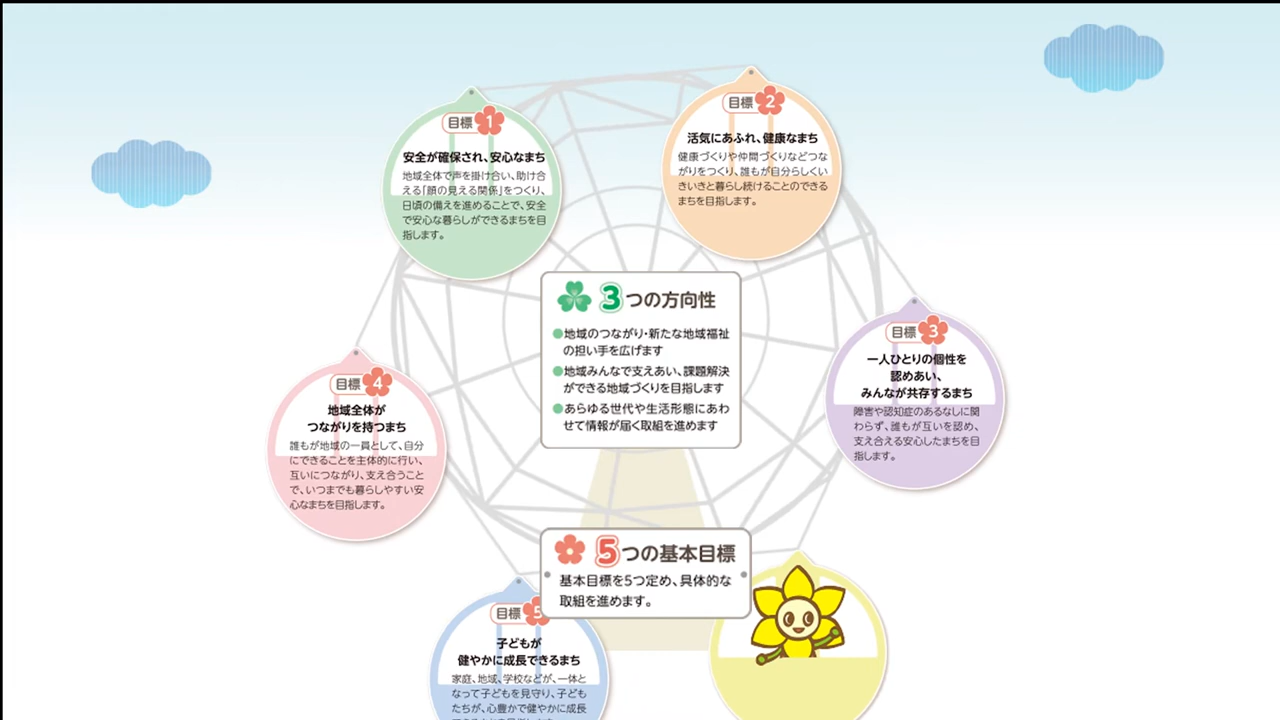 目標 1
安全が確保され、安心なまち
地域全体で声を掛け合い、助け合
える「顔の見える関係」をつくり、
日頃の備えを進めることで、安全
で安心な暮らしができるまちを目
指します。
目標 2
活気にあふれ、健康なまち
健康づくりや仲間づくりなどつな
がりをつくり、誰もが自分らしくい
きいきと暮らし続けることのできる
まちを目指します。
3つの方向性
●地域のつながり・新たな地域福祉
の担い手を広げます
●地域みんなで支えあい、課題解決
ができる地域づくりを目指します
●あらゆる世代や生活形態にあわ
せて情報が届く取組を進めます
目標 3
一人ひとりの個性を
認めあい、
みんなが共存するまち
障害や認知症のあるなしに関
わらず、誰もが互いを認め、
支え合える安心したまちを目
指します。
目標 4
地域全体が
つながりを持つまち
誰もが地域の一員として、自分
にできることを主体的に行い、
互いにつながり、支え合うこと
で、いつまでも暮らしやすい安
心なまちを目指します。
5つの基本目標
基本目標を5つ定め、具体的な
取組を進めます。
目標 5
子どもが
健やかに成長できるまち
家庭、地域、学校などが、一体と
なって子どもを見守り、子ども
たちが、心豊かで健やかに成長